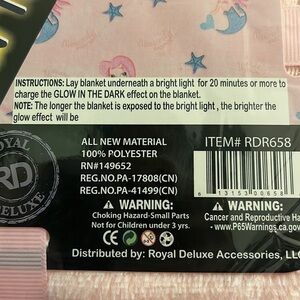 INSTRUCTIONS: Lay blanket underneath a bright light for 20 minutes or more to
charge the GLOW IN THE DARK effect on the blanket.
NOTE: The longer the blanket is exposed to the bright light , the brighter the
glow effect will be
ROYAL
RD
DELUXE
ALL NEW MATERIAL
100% POLYESTER
RN#149652
REG.NO.PA-17808(CN)
REG.NO.PA-41499(CN)
WARNING:
Choking Hazard-Small Parts
Not for Children under 3 yrs.
ITEM# RDR658
6 13153 00658
WARNING:
Cancer and Reproductive Ha
www.P65Warnings.ca.gov
Distributed by: Royal Deluxe Accessories, LLC